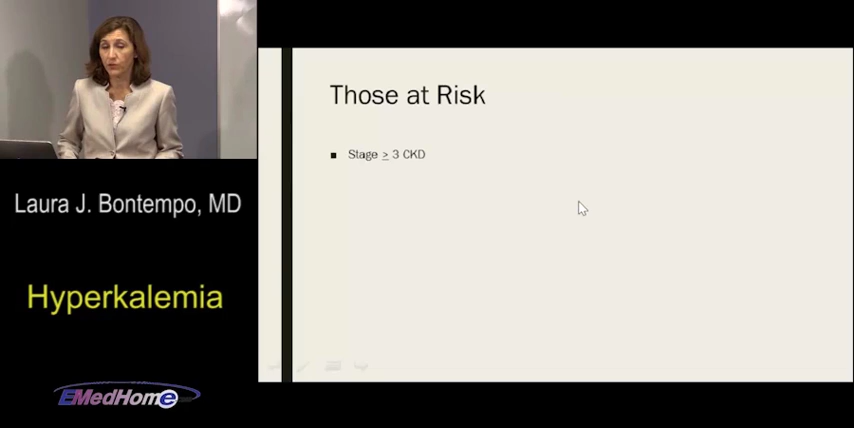 Those at Risk
■ Stage ≥ 3 CKD
Laura J. Bontempo, MD
Hyperkalemia
EMedHome